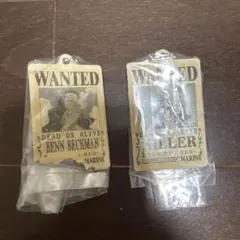 WANTED
DEAD OR ALIVE
BENN BECKMAN
MARINE
WANTED
KILLER
MARINE